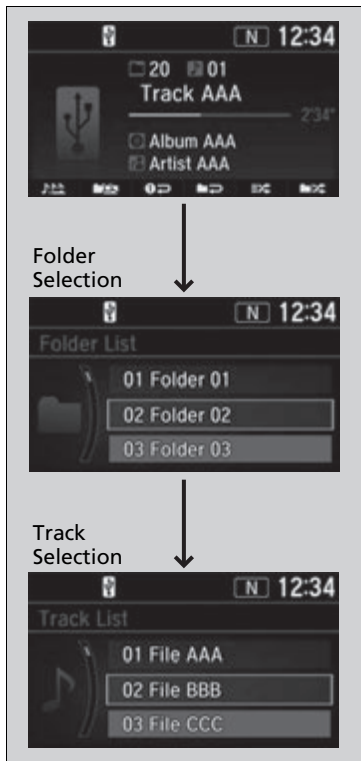 N 12:34
20 01
Track AAA
2'34"
Album AAA
Artist AAA
Folder
Selection
N 12:34
Folder List
01 Folder 01
02 Folder 02
03 Folder 03
Track
Selection
N 12:34
Track List
01 File AAA
02 File BBB
03 File CCC